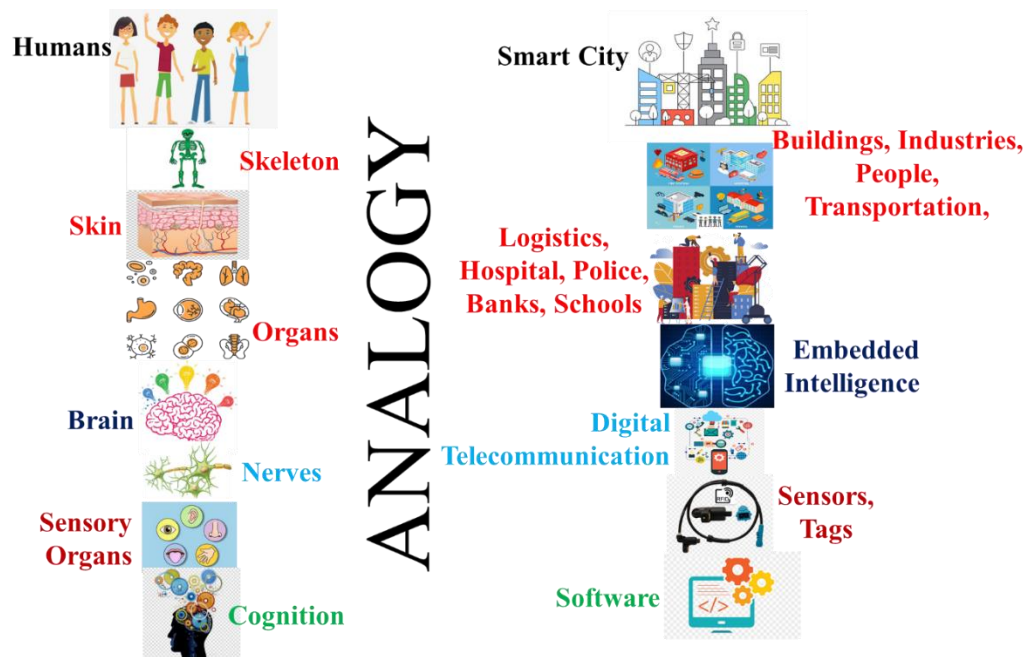 Humans
Skeleton
Skin
Organs
Brain
Nerves
Sensory
Organs
Cognition
ANALOGY
Smart City
Buildings, Industries,
People,
Transportation,
Logistics,
Hospital, Police,
Banks, Schools
Embedded
Intelligence
Digital
Telecommunication
Sensors,
Tags
Software